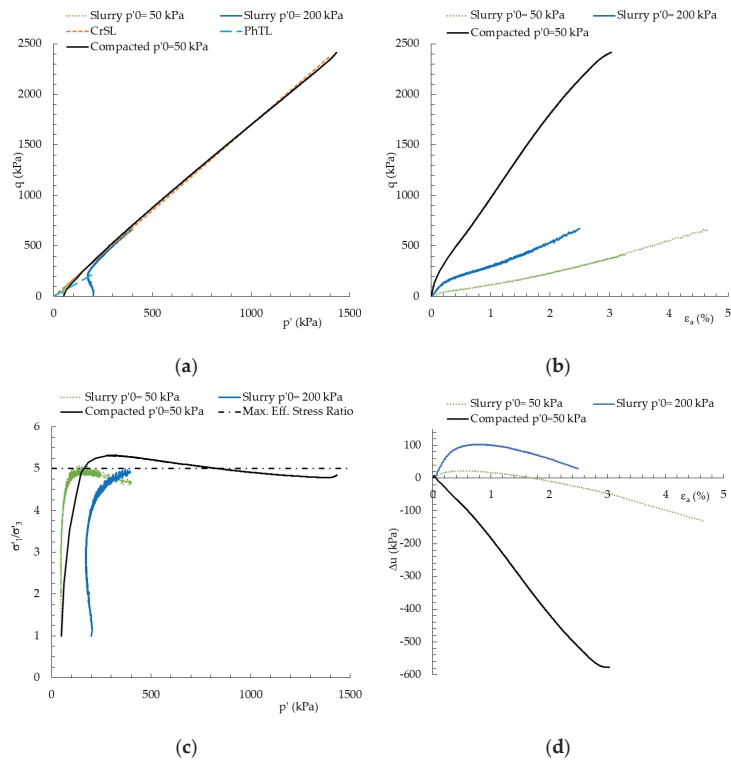 Slurry p'0= 50 kPa
Slurry p'0= 200 kPa
CrSL
PhTL
Compacted p'0=50 kPa
2500
2000
1500
1000
500
0
q (kPa)
0
500
1000
1500
p' (kPa)
(a)
Slurry p'0= 50 kPa
Slurry p'0= 200 kPa
Compacted p'0=50 kPa
2500
2000
1500
1000
500
0
q (kPa)
0
1
2
3
4
5
εa (%)
(b)
Slurry p'0= 50 kPa
Slurry p'0= 200 kPa
Compacted p'0=50 kPa
Max. Eff. Stress Ratio
6
5
4
3
2
1
0
σ'1/σ'3
0
500
1000
1500
p' (kPa)
(c)
Slurry p'0= 50 kPa
Slurry p'0= 200 kPa
Compacted p'0=50 kPa
100
0
-100
-200
-300
-400
-500
-600
Δu (kPa)
0
1
2
3
4
5
εa (%)
(d)